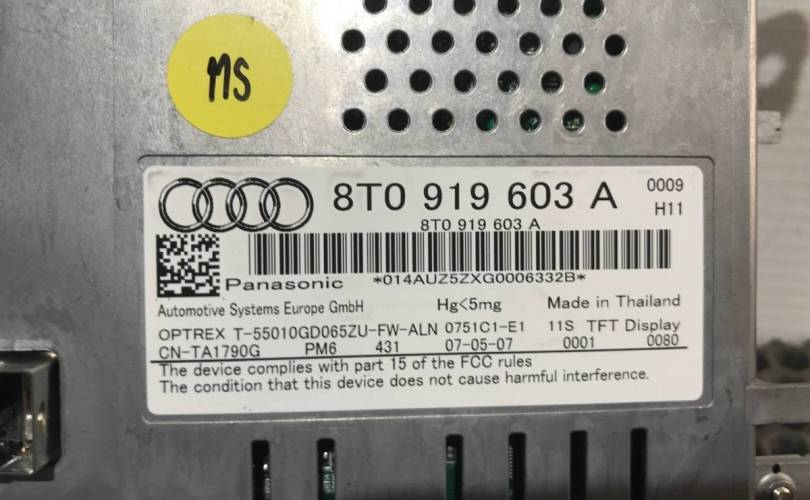 MS
8T0 919 603 A 0009
H11
8T0 919 603 A
*014AUZ5ZXG0006332B*
Panasonic
Automotive Systems Europe GmbH Hg<5mg Made in Thailand
OPTREX T-55010GD065ZU-FW-ALN 0751C1-E1 11S TFT Display
CN-TA1790G PM6 431 07-05-07 0001 0080
The device complies with part 15 of the FCC rules
The condition that this device does not cause harmful interference.